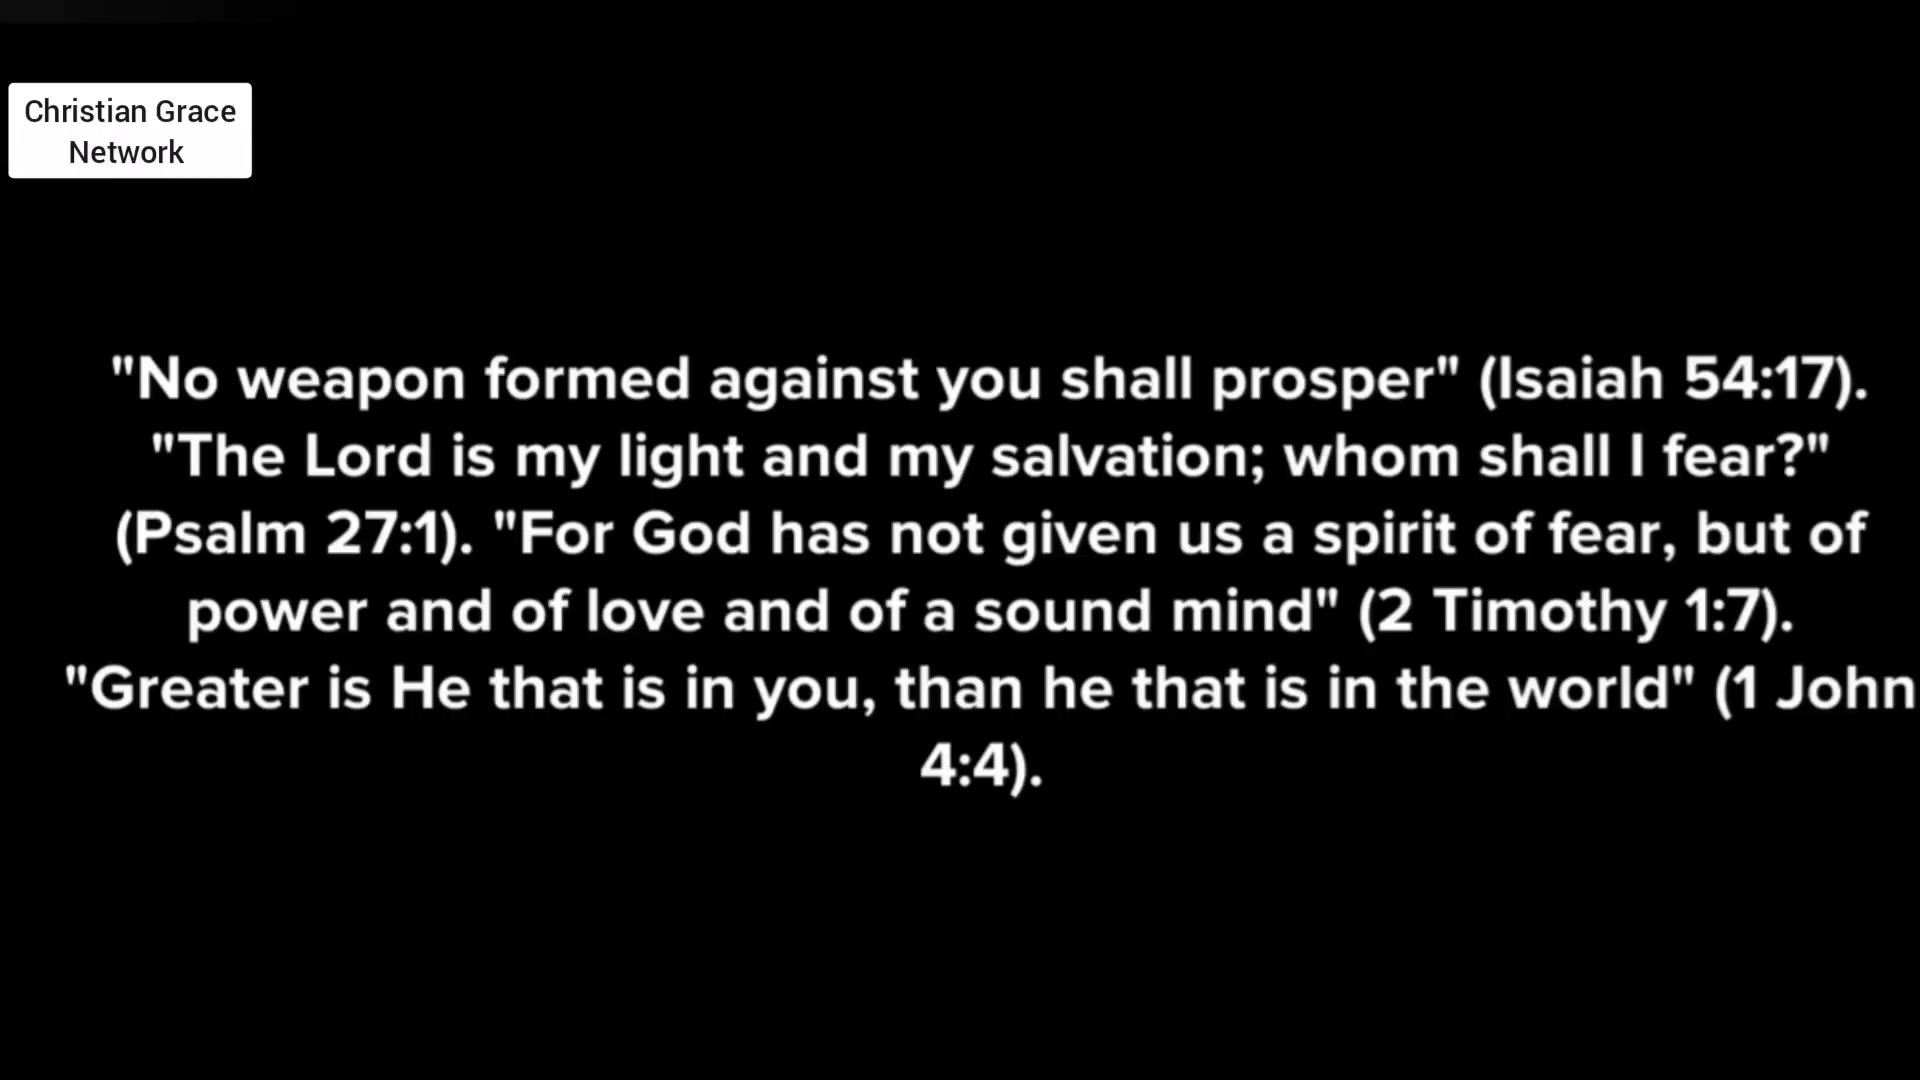 Christian Grace
Network
"No weapon formed against you shall prosper" (Isaiah 54:17).
"The Lord is my light and my salvation; whom shall I fear?"
(Psalm 27:1). "For God has not given us a spirit of fear, but of
power and of love and of a sound mind" (2 Timothy 1:7).
"Greater is He that is in you, than he that is in the world" (1 John
4:4).